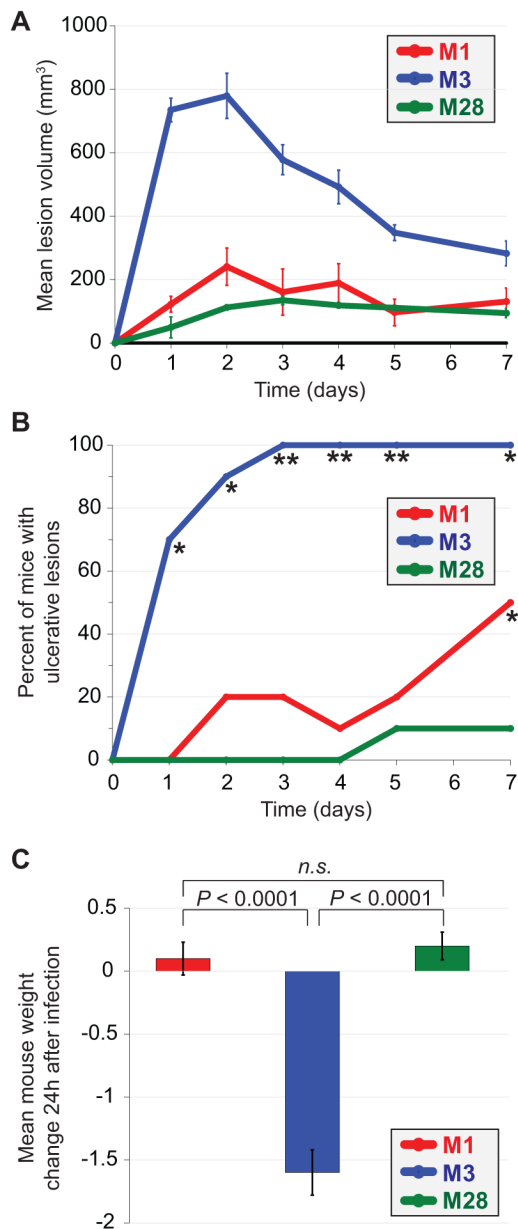 A
Mean lesion volume (mm³)
1000
800
600
400
200
0
M1
M3
M28
0 1 2 3 4 5 6 7
Time (days)
B
Percent of mice with
ulcerative lesions
100
80
60
40
20
0
* * ** ** ** *
M1
M3
M28
*
0 1 2 3 4 5 6 7
Time (days)
C
n.s.
P < 0.0001 P < 0.0001
Mean mouse weight
change 24h after infection
0.5
0
-0.5
-1
-1.5
-2
M1
M3
M28